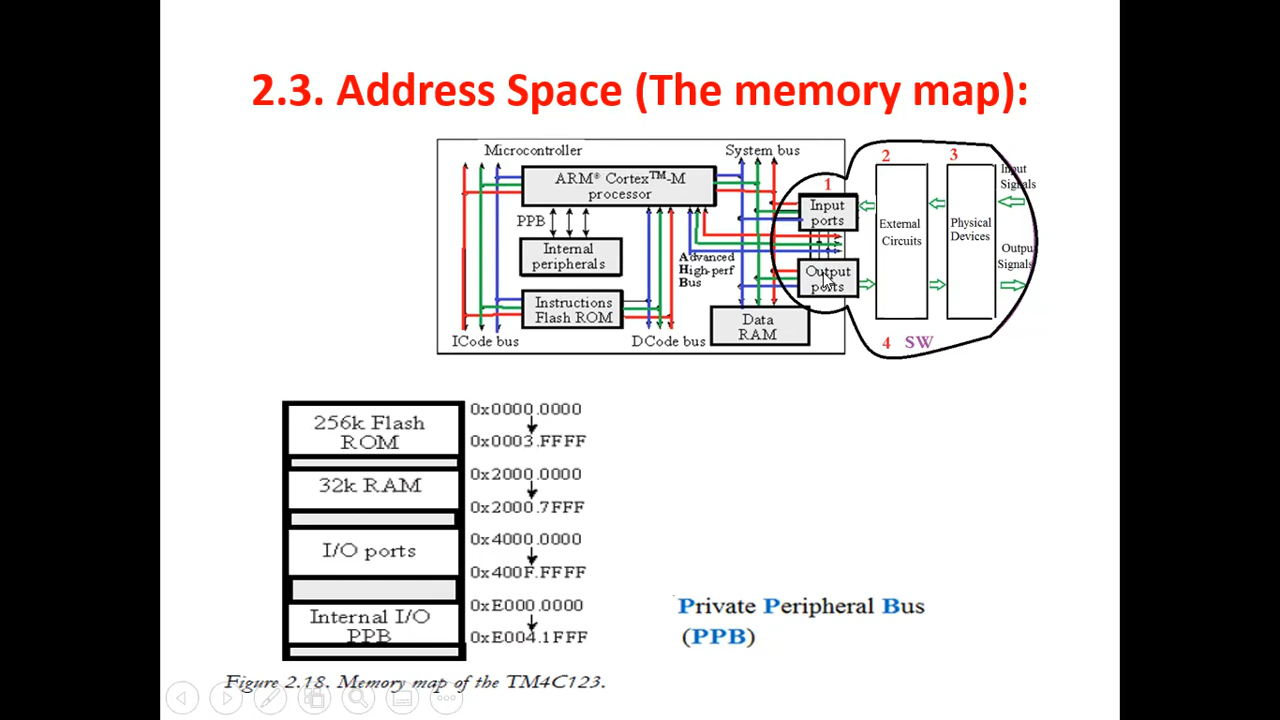 2.3. Address Space (The memory map):
Microcontroller
System bus
ARM® Cortex™-M
processor
PPB
Internal
peripherals
Advanced
High-perf
Bus
Instructions
Flash ROM
ICode bus
DCode bus
Data
RAM
1
Input
ports
Output
ports
2
External
Circuits
3
Physical
Devices
Input
Signals
Output
Signals
4 SW
256k Flash
ROM
0x0000.0000
0x0003.FFFF
32k RAM
0x2000.0000
0x2000.7FFF
I/O ports
0x4000.0000
0x400F.FFFF
Internal I/O
PPB
0xE000.0000
0xE004.1FFF
Private Peripheral Bus
(PPB)
Figure 2.18. Memory map of the TM4C123.